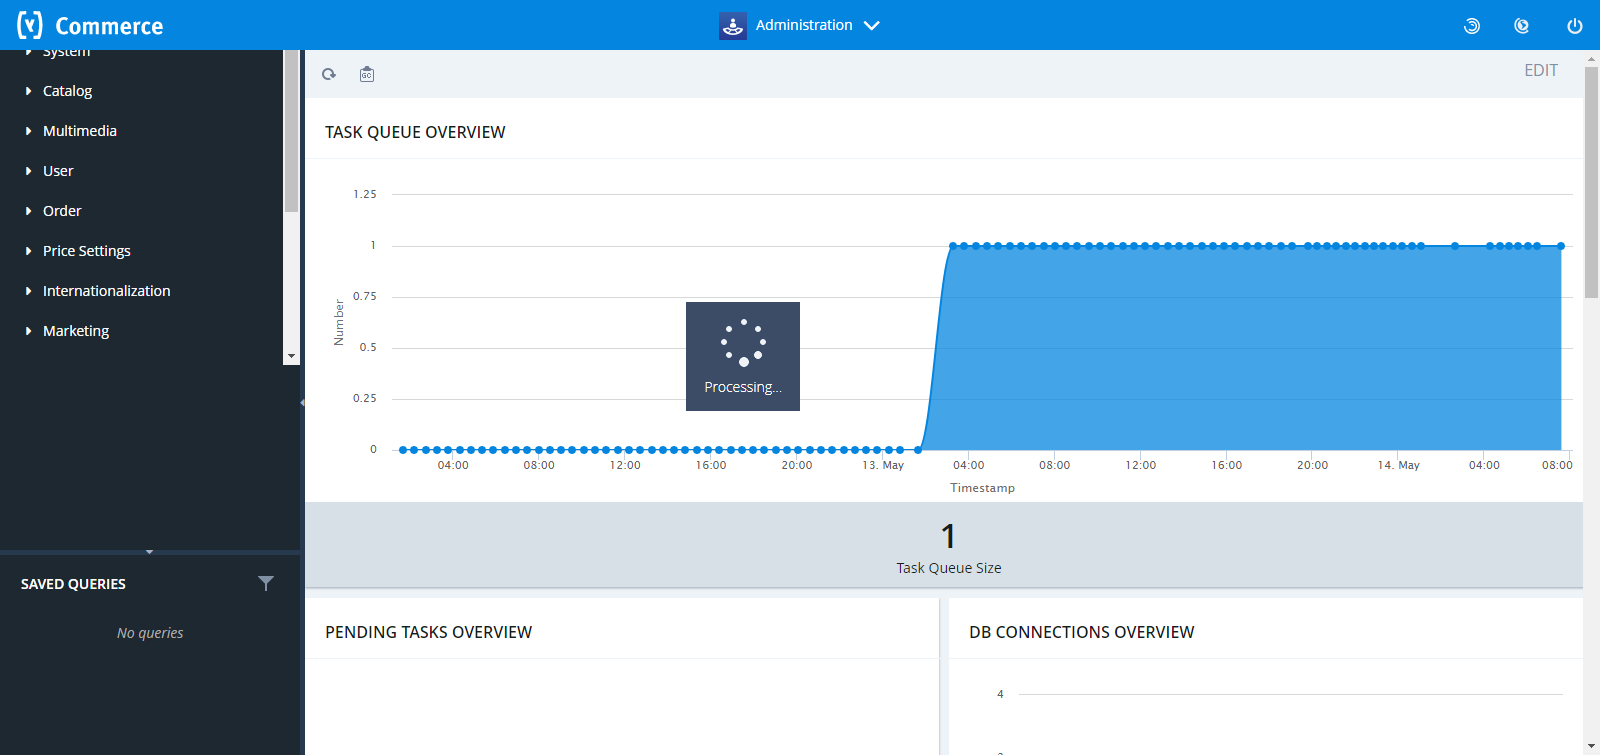 Commerce
Administration
System
Catalog
Multimedia
User
Order
Price Settings
Internationalization
Marketing
SAVED QUERIES
No queries
GC
EDIT
TASK QUEUE OVERVIEW
1.25
1
0.75
0.5
0.25
0
Number
04:00 08:00 12:00 16:00 20:00 13. May 04:00 08:00 12:00 16:00 20:00 14. May 04:00 08:00
Timestamp
Processing...
1
Task Queue Size
PENDING TASKS OVERVIEW
DB CONNECTIONS OVERVIEW
4